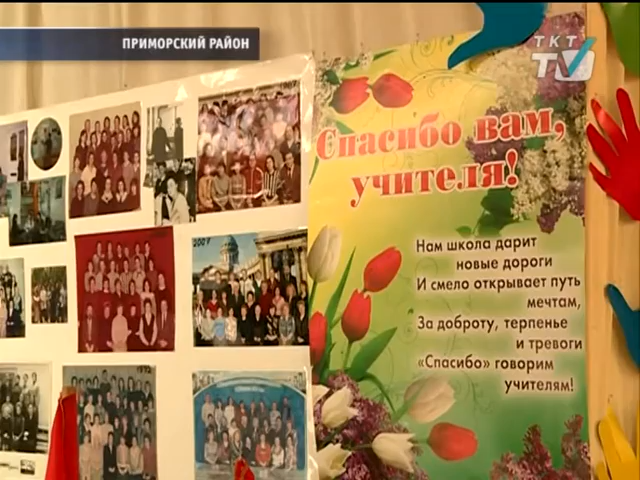 ПРИМОРСКИЙ РАЙОН
ТКТ
TV
Спасибо вам,
учителя!
Нам школа дарит
новые дороги
И смело открывает путь
мечтам,
За доброту, терпенье
и тревоги
«Спасибо» говорим
учителям!